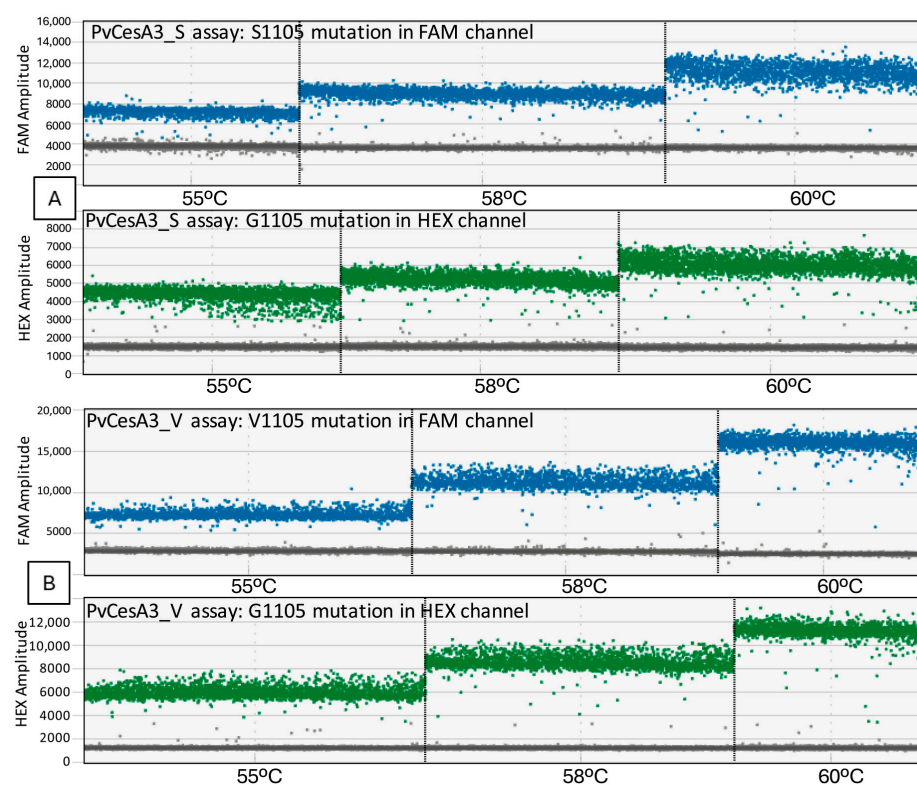 PvCesA3_S assay: S1105 mutation in FAM channel
FAM Amplitude
16,000
14,000
12,000
10,000
8000
6000
4000
2000
55ºC 58ºC 60ºC
A
PvCesA3_S assay: G1105 mutation in HEX channel
HEX Amplitude
8000
7000
6000
5000
4000
3000
2000
1000
0
55ºC 58ºC 60ºC
PvCesA3_V assay: V1105 mutation in FAM channel
FAM Amplitude
20,000
15,000
10,000
5000
55ºC 58ºC 60ºC
B
PvCesA3_V assay: G1105 mutation in HEX channel
HEX Amplitude
12,000
10,000
8000
6000
4000
2000
0
55ºC 58ºC 60ºC